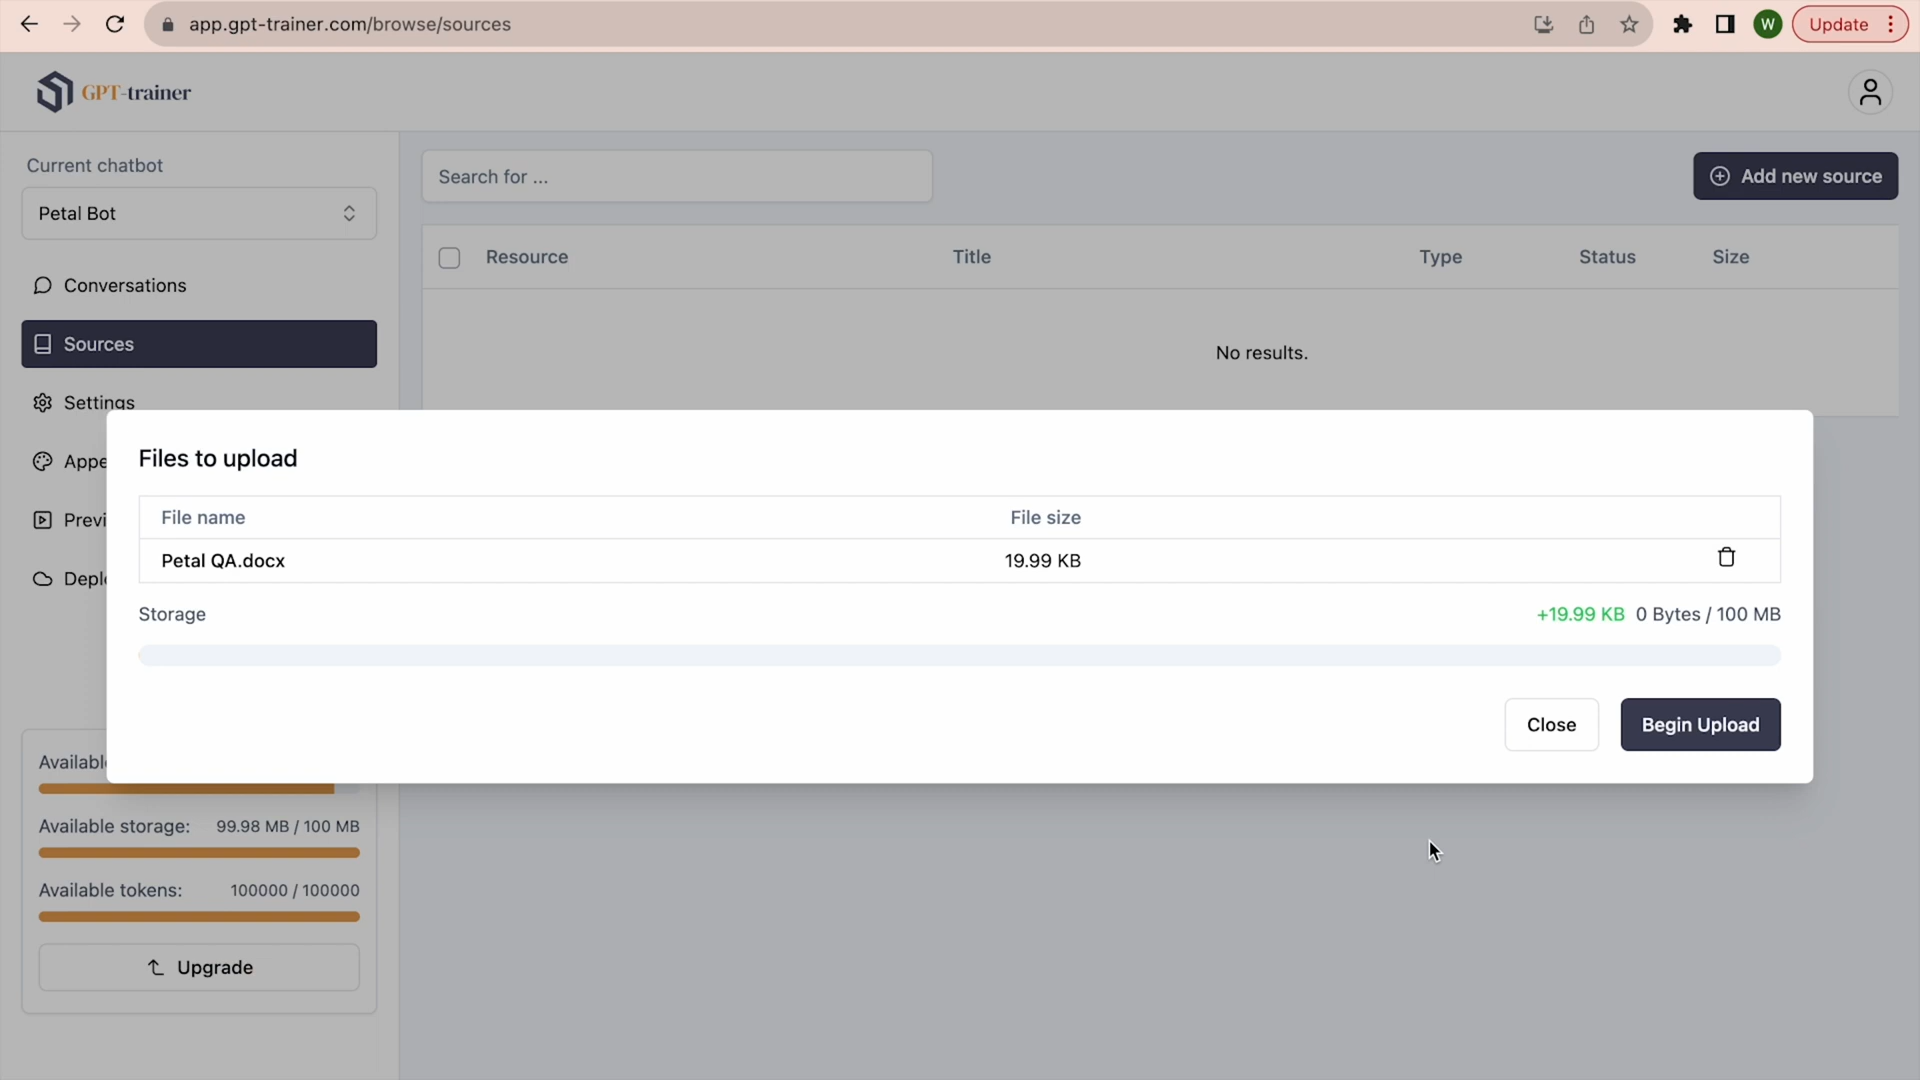 app.gpt-trainer.com/browse/sources
W
Update
GPT-trainer
Current chatbot
Petal Bot
Conversations
Sources
Settings
Appe
Previ
Deplo
Search for ...
Add new source
Resource Title Type Status Size
No results.
Files to upload
File name File size
Petal QA.docx 19.99 KB
Storage +19.99 KB 0 Bytes / 100 MB
Close
Begin Upload
Availabl
Available storage: 99.98 MB / 100 MB
Available tokens: 100000 / 100000
Upgrade